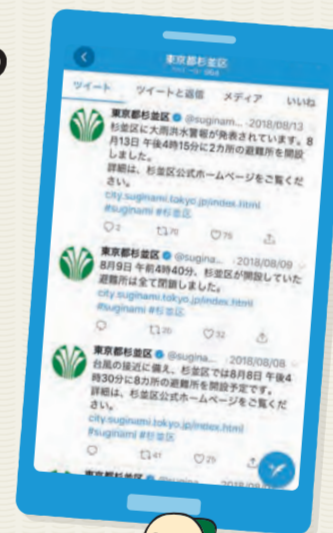 東京都杉並区
ツイート ツイートと返信 メディア いいね
東京都杉並区 @suginam... ·2018/08/13
杉並区に大雨洪水警報が発表されています。8
月13日 午後4時15分に2カ所の避難所を開設
しました。
詳細は、杉並区公式ホームページをご覧くだ
さい。
city.suginami.tokyo.jp/index.html
#suginami #杉並区
2 70 75
東京都杉並区 @sugina... ·2018/08/09
8月9日 午前4時40分、杉並区が開設していた
避難所は全て閉鎖しました。
city.suginami.tokyo.jp/index.html
#suginami #杉並区
26 32
東京都杉並区 @sugina... ·2018/08/08
台風の接近に備え、杉並区では8月8日 午後4
時30分に8カ所の避難所を開設予定です。
詳細は、杉並区公式ホームページをご覧くだ
さい。
city.suginami.tokyo.jp/index.html
#suginami #杉並区
41 25
東京都杉並区